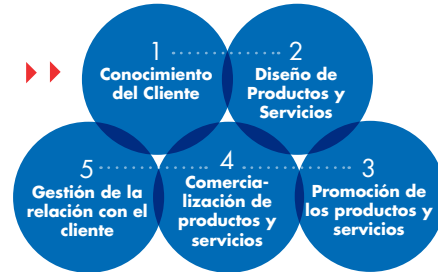 1
Conocimiento
del Cliente
2
Diseño de
Productos y
Servicios
3
Promoción de
los productos y
servicios
4
Comercia-
lización de
productos y
servicios
5
Gestión de la
relación con el
cliente